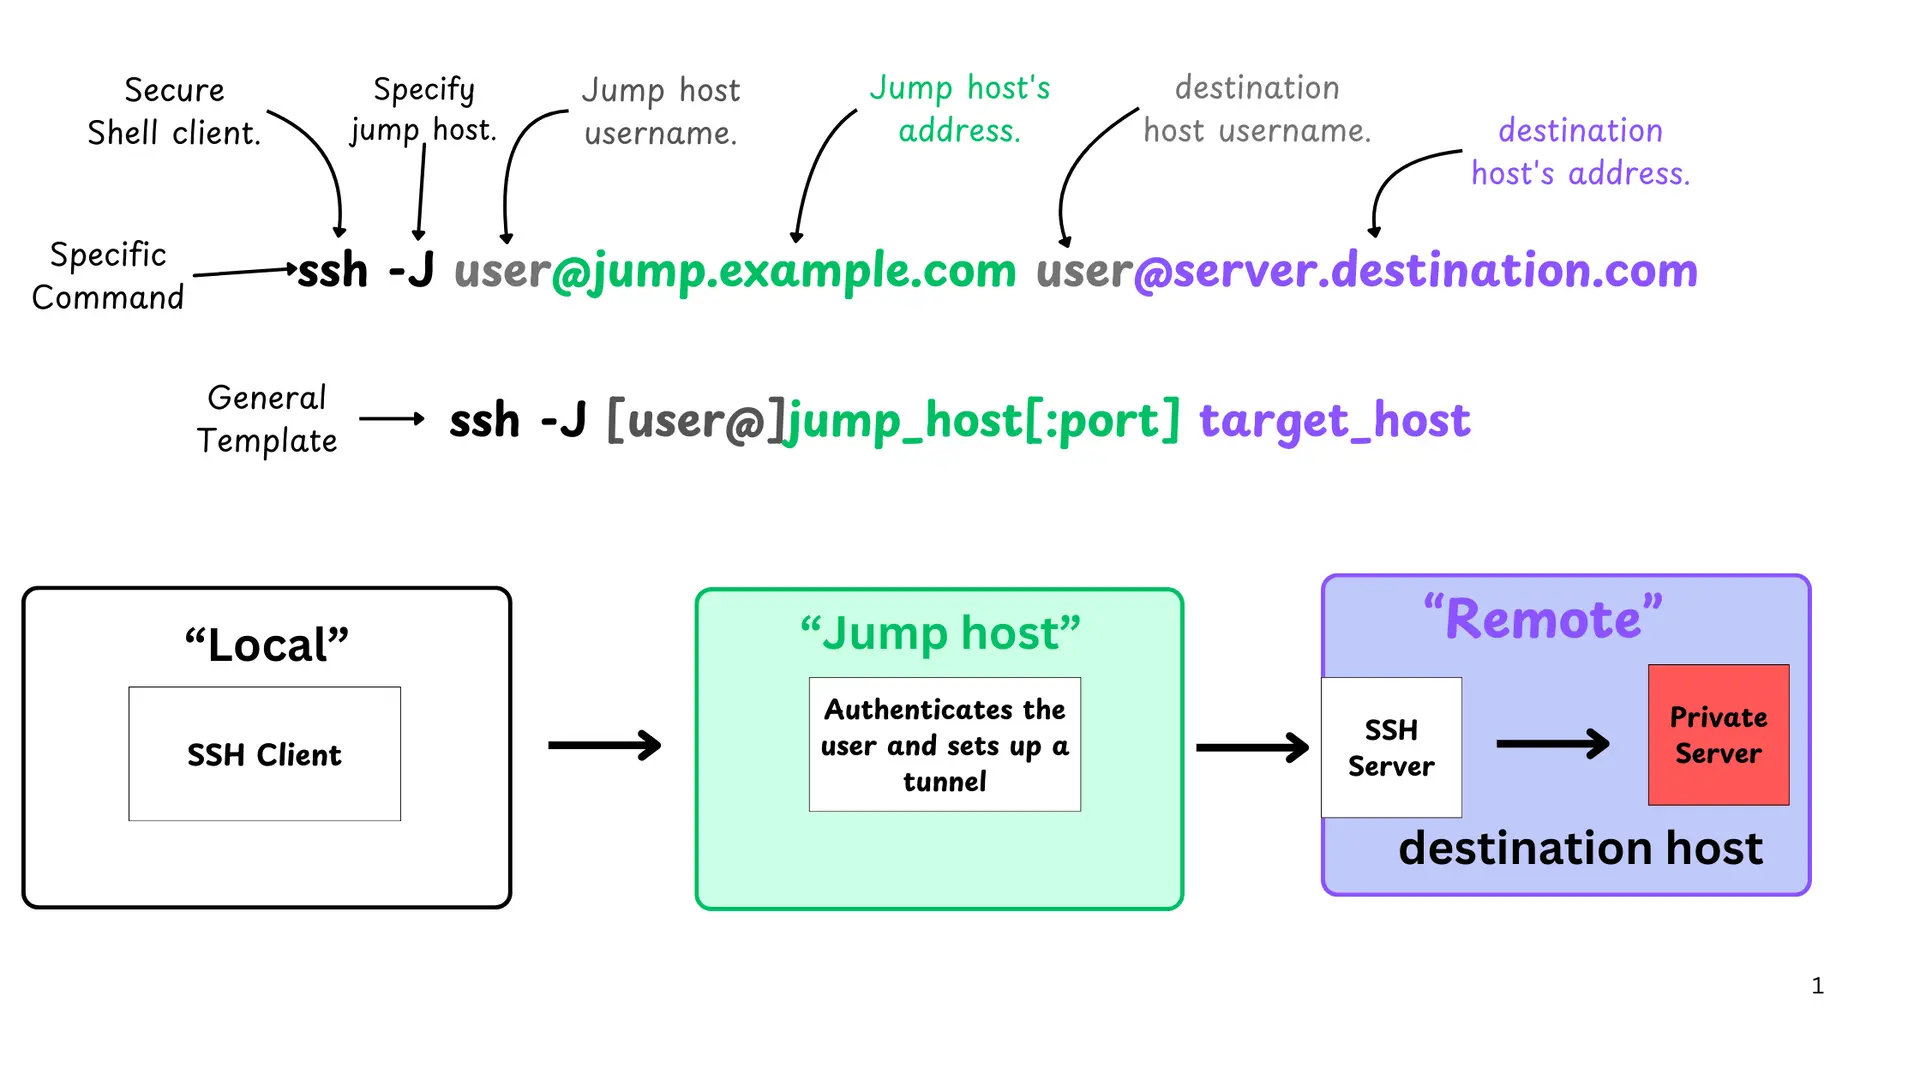 Secure
Shell client.
Specify
jump host.
Jump host
username.
Jump host's
address.
destination
host username.
destination
host's address.
Specific
Command
ssh -J user@jump.example.com user@server.destination.com
General
Template
ssh -J [user@]jump_host[:port] target_host
“Local”
SSH Client
“Jump host”
Authenticates the
user and sets up a
tunnel
“Remote”
SSH
Server
Private
Server
destination host
1